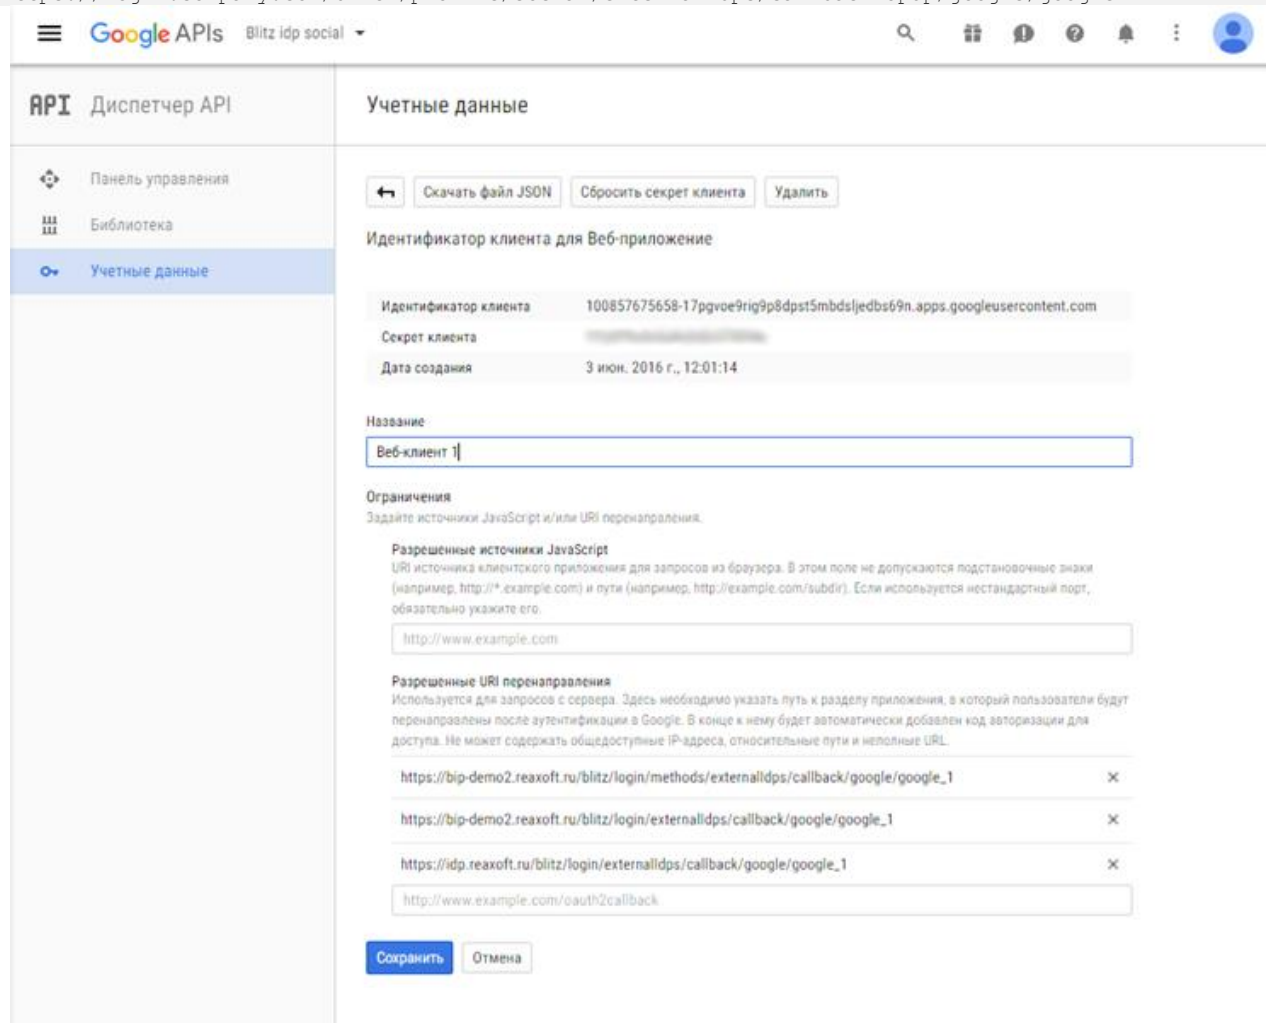 Google APIs Blitz idp social
API Диспетчер API
Учетные данные
Панель управления
Библиотека
Учетные данные
Скачать файл JSON Сбросить секрет клиента Удалить
Идентификатор клиента для Веб-приложение
Идентификатор клиента 100857675658-17pgvoe9rig9p8dpst5mbdsljedbs69n.apps.googleusercontent.com
Секрет клиента
Дата создания 3 июн. 2016 г., 12:01:14
Название
Веб-клиент 1
Ограничения
Задайте источники JavaScript и/или URI перенаправления.
Разрешенные источники JavaScript
URI источника клиентского приложения для запросов из браузера. В этом поле не допускаются подстановочные знаки
(например, http://*.example.com) и пути (например, http://example.com/subdir). Если используется нестандартный порт,
обязательно укажите его.
http://www.example.com
Разрешенные URI перенаправления
Используется для запросов с сервера. Здесь необходимо указать путь к разделу приложения, в который пользователи будут
перенаправлены после аутентификации в Google. В конце к нему будет автоматически добавлен код авторизации для
доступа. Не может содержать общедоступные IP-адреса, относительные пути и неполные URL.
https://bip-demo2.reaxoft.ru/blitz/login/methods/externalIdps/callback/google/google_1
https://bip-demo2.reaxoft.ru/blitz/login/externalIdps/callback/google/google_1
https://idp.reaxoft.ru/blitz/login/externalIdps/callback/google/google_1
http://www.example.com/oauth2callback
Сохранить Отмена